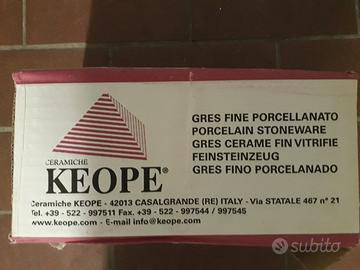 CERAMICHE
KEOPE®
GRES FINE PORCELLANATO
PORCELAIN STONEWARE
GRES CERAME FIN VITRIFIE
FEINSTEINZEUG
GRES FINO PORCELANADO
Ceramiche KEOPE - 42013 CASALGRANDE (RE) ITALY - Via STATALE 467 n° 21
Tel. +39 - 522 - 997511 Fax. +39 - 522 - 997544 / 997545
www.keope.com - E-mail info@keope.com
subito